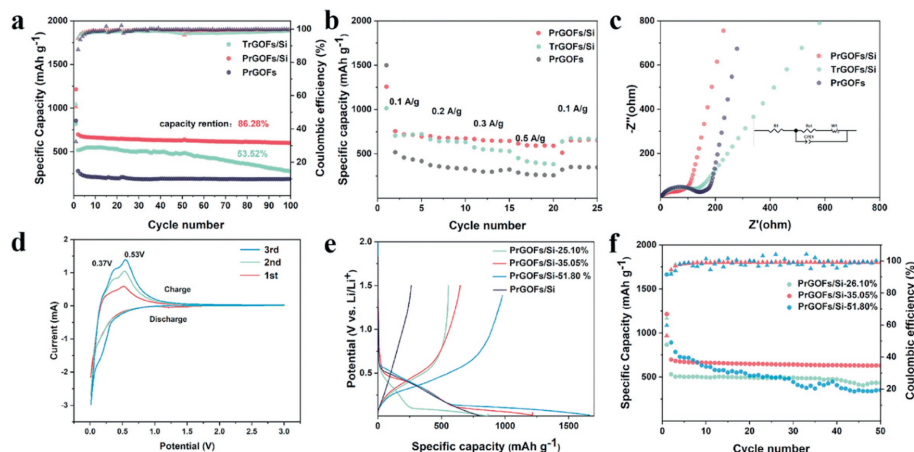 a
2000
1500
1000
500
0
Specific Capacity (mAh g⁻¹)
100
80
60
40
20
0
Coulombic efficiency (%)
TrGOFs/Si
PrGOFs/Si
PrGOFs
capacity rention: 86.28%
53.52%
0 10 20 30 40 50 60 70 80 90 100
Cycle number
b
2000
1500
1000
500
0
Specific Capacity (mAh g⁻¹)
PrGOFs/Si
TrGOFs/Si
PrGOFs
0.1 A/g
0.2 A/g
0.3 A/g
0.5 A/g
0.1 A/g
0 5 10 15 20 25
Cycle number
c
800
600
400
200
0
-Z''(ohm)
PrGOFs/Si
TrGOFs/Si
PrGOFs
0 200 400 600 800
Z'(ohm)
d
2
1
0
-1
-2
-3
Current (mA)
0.37V
0.53V
3rd
2nd
1st
Charge
Discharge
0.0 0.5 1.0 1.5 2.0 2.5 3.0
Potential (V)
e
2.0
1.5
1.0
0.5
0.0
Potential (V vs. Li/Li⁺)
PrGOFs/Si-25.10%
PrGOFs/Si-35.05%
PrGOFs/Si-51.80 %
PrGOFs/Si
0 500 1000 1500
Specific capacity (mAh g⁻¹)
f
2000
1500
1000
500
0
Specific Capacity (mAh g⁻¹)
100
80
60
40
20
0
Coulombic efficiency (%)
PrGOFs/Si-26.10%
PrGOFs/Si-35.05%
PrGOFs/Si-51.80%
0 10 20 30 40 50
Cycle number